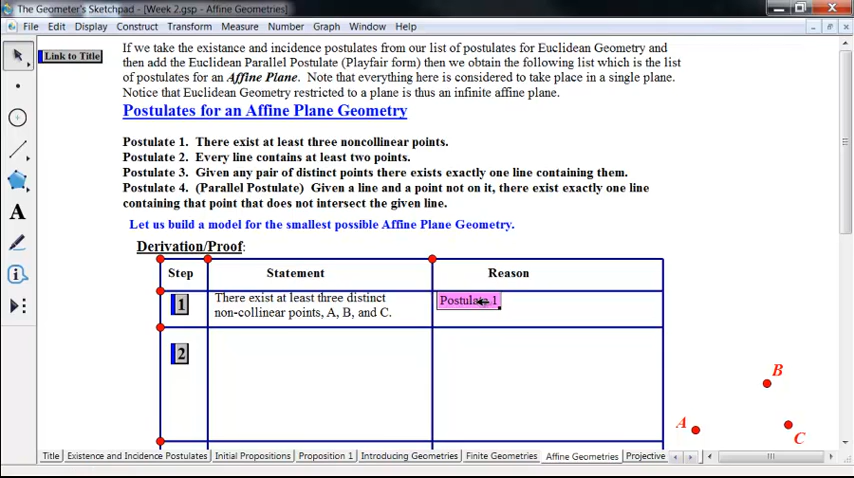 The Geometer's Sketchpad - [Week 2.gsp - Affine Geometries]
File Edit Display Construct Transform Measure Number Graph Window Help
Link to Title
If we take the existence and incidence postulates from our list of postulates for Euclidean Geometry and
then add the Euclidean Parallel Postulate (Playfair form) then we obtain the following list which is the list
of postulates for an Affine Plane. Note that everything here is considered to take place in a single plane.
Notice that Euclidean Geometry restricted to a plane is thus an infinite affine plane.
Postulates for an Affine Plane Geometry
Postulate 1. There exist at least three noncollinear points.
Postulate 2. Every line contains at least two points.
Postulate 3. Given any pair of distinct points there exists exactly one line containing them.
Postulate 4. (Parallel Postulate) Given a line and a point not on it, there exist exactly one line
containing that point that does not intersect the given line.
Let us build a model for the smallest possible Affine Plane Geometry.
Derivation/Proof:
Step Statement Reason
1 There exist at least three distinct Postulate 1
non-collinear points, A, B, and C.
2
B
A
C
Title Existence and Incidence Postulates Initial Propositions Proposition 1 Introducing Geometries Finite Geometries Affine Geometries Projective